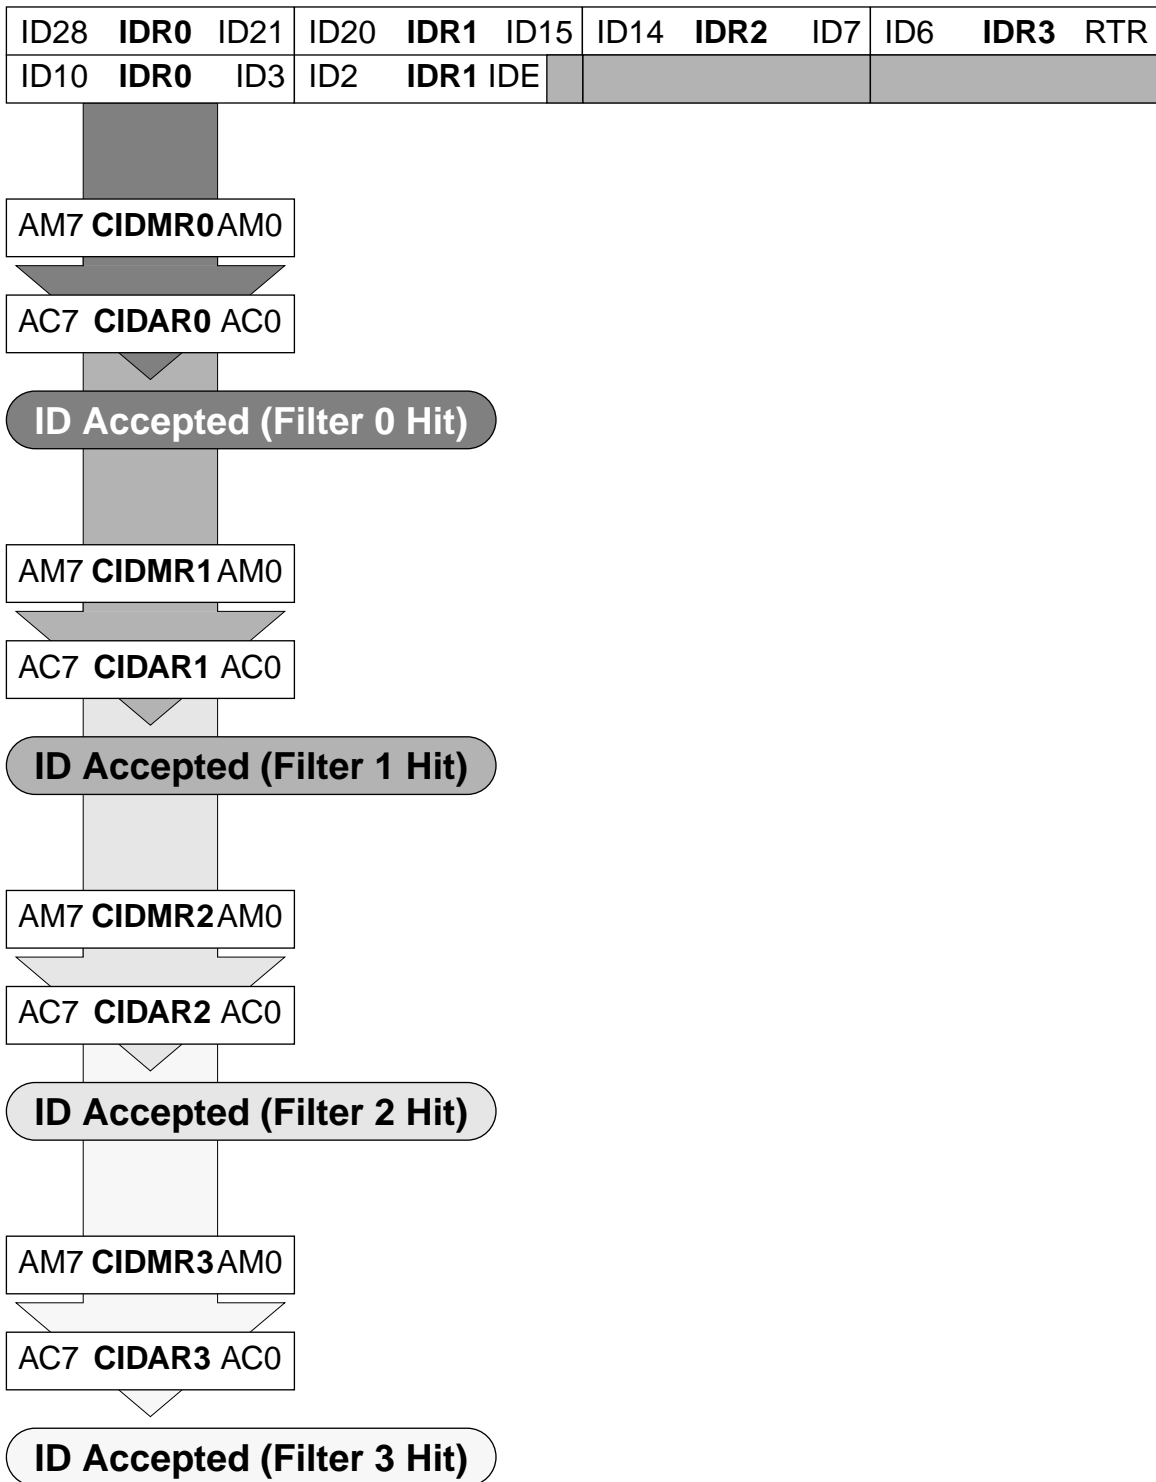 ID28 IDR0 ID21 ID20 IDR1 ID15 ID14 IDR2 ID7 ID6 IDR3 RTR
ID10 IDR0 ID3 ID2 IDR1 IDE
AM7 CIDMR0 AM0
AC7 CIDAR0 AC0
ID Accepted (Filter 0 Hit)
AM7 CIDMR1 AM0
AC7 CIDAR1 AC0
ID Accepted (Filter 1 Hit)
AM7 CIDMR2 AM0
AC7 CIDAR2 AC0
ID Accepted (Filter 2 Hit)
AM7 CIDMR3 AM0
AC7 CIDAR3 AC0
ID Accepted (Filter 3 Hit)